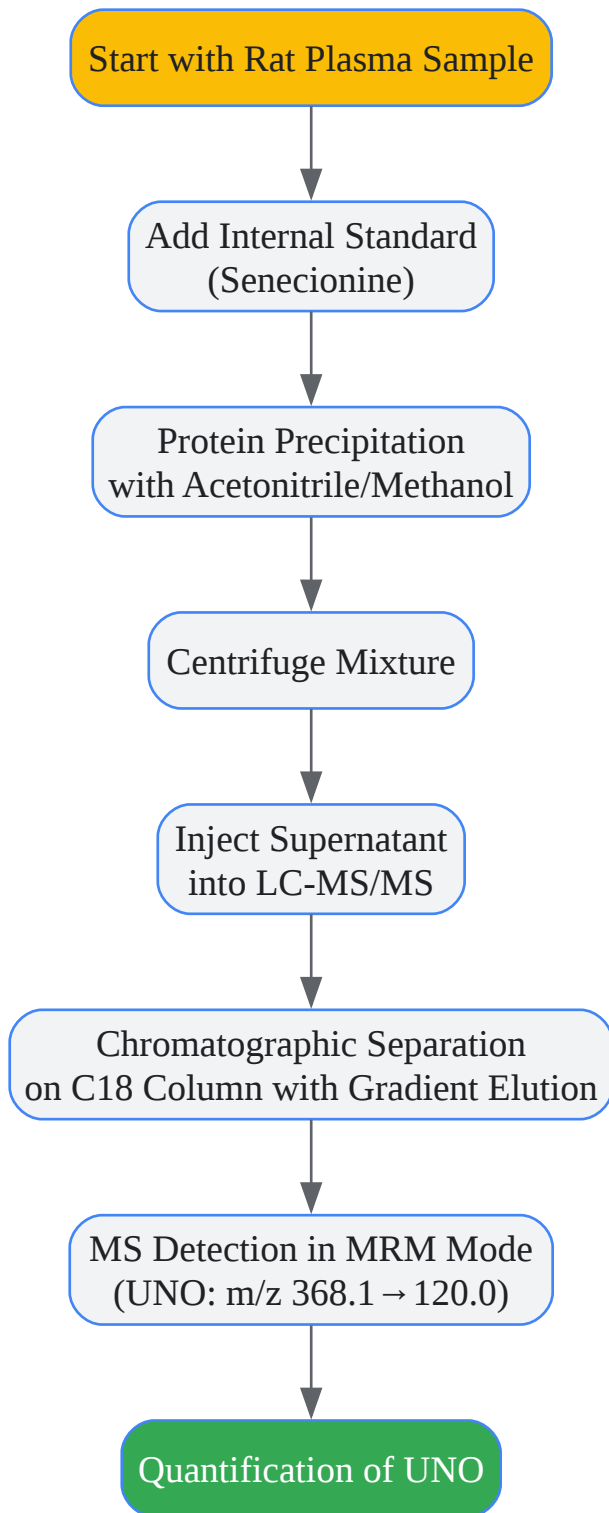 Start with Rat Plasma Sample
Add Internal Standard
(Senecionine)
Protein Precipitation
with Acetonitrile/Methanol
Centrifuge Mixture
Inject Supernatant
into LC-MS/MS
Chromatographic Separation
on C18 Column with Gradient Elution
MS Detection in MRM Mode
(UNO: m/z 368.1→120.0)
Quantification of UNO